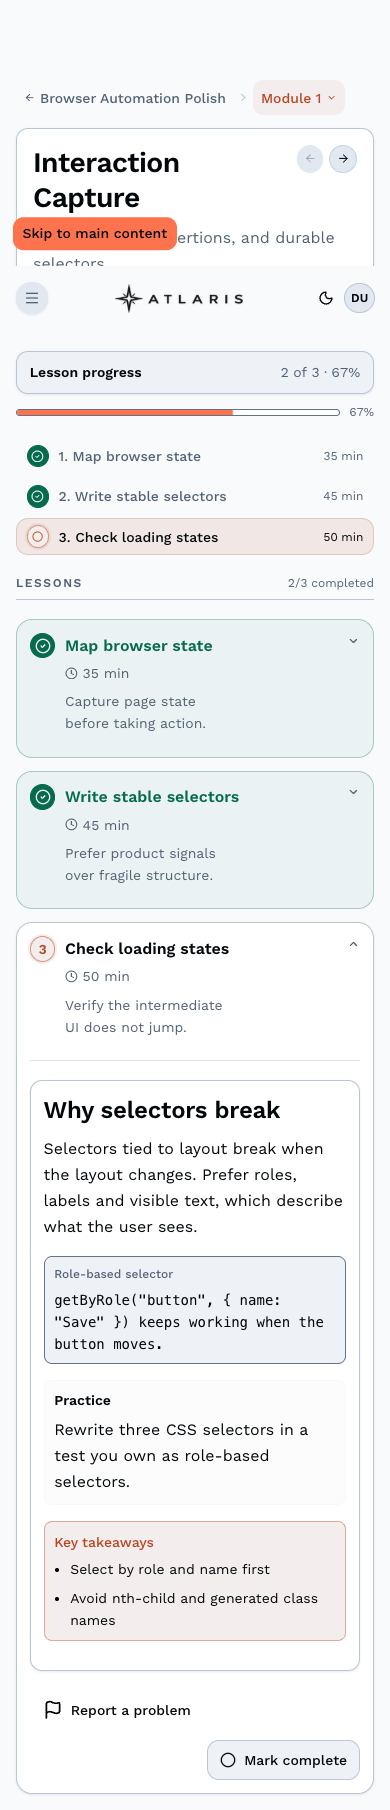 Browser Automation Polish
Module 1
Interaction
Capture
Skip to main content
ertions, and durable
selectors
ATLARIS
DU
Lesson progress
2 of 3 · 67%
67%
1. Map browser state
35 min
2. Write stable selectors
45 min
3. Check loading states
50 min
LESSONS
2/3 completed
Map browser state
35 min
Capture page state
before taking action.
Write stable selectors
45 min
Prefer product signals
over fragile structure.
3
Check loading states
50 min
Verify the intermediate
UI does not jump.
Why selectors break
Selectors tied to layout break when
the layout changes. Prefer roles,
labels and visible text, which describe
what the user sees.
Role-based selector
getByRole("button", { name:
"Save" }) keeps working when the
button moves.
Practice
Rewrite three CSS selectors in a
test you own as role-based
selectors.
Key takeaways
• Select by role and name first
• Avoid nth-child and generated class
names
Report a problem
Mark complete